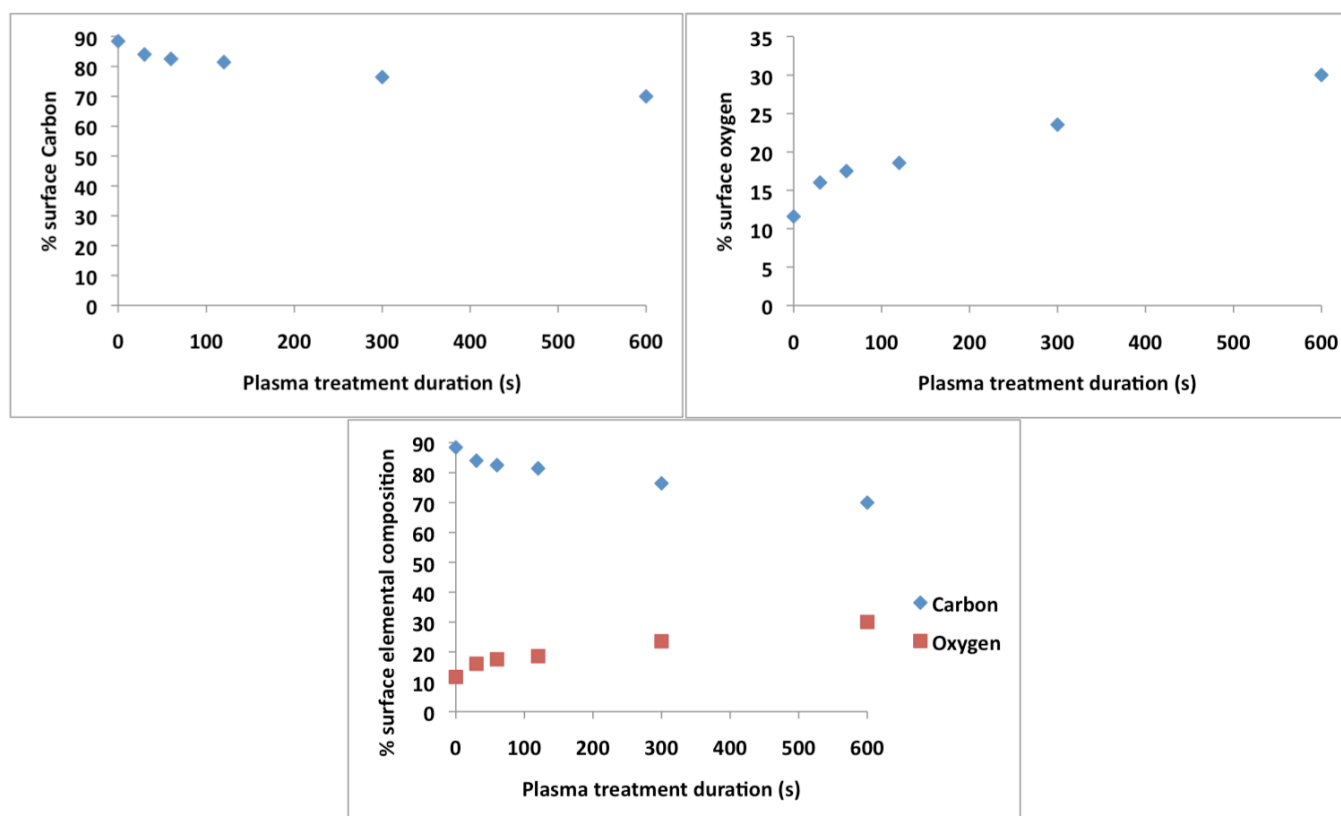 % surface Carbon
90
80
70
60
50
40
30
20
10
0
0 100 200 300 400 500 600
Plasma treatment duration (s)
% surface oxygen
35
30
25
20
15
10
5
0
0 100 200 300 400 500 600
Plasma treatment duration (s)
% surface elemental composition
90
80
70
60
50
40
30
20
10
0
0 100 200 300 400 500 600
Plasma treatment duration (s)
Carbon
Oxygen